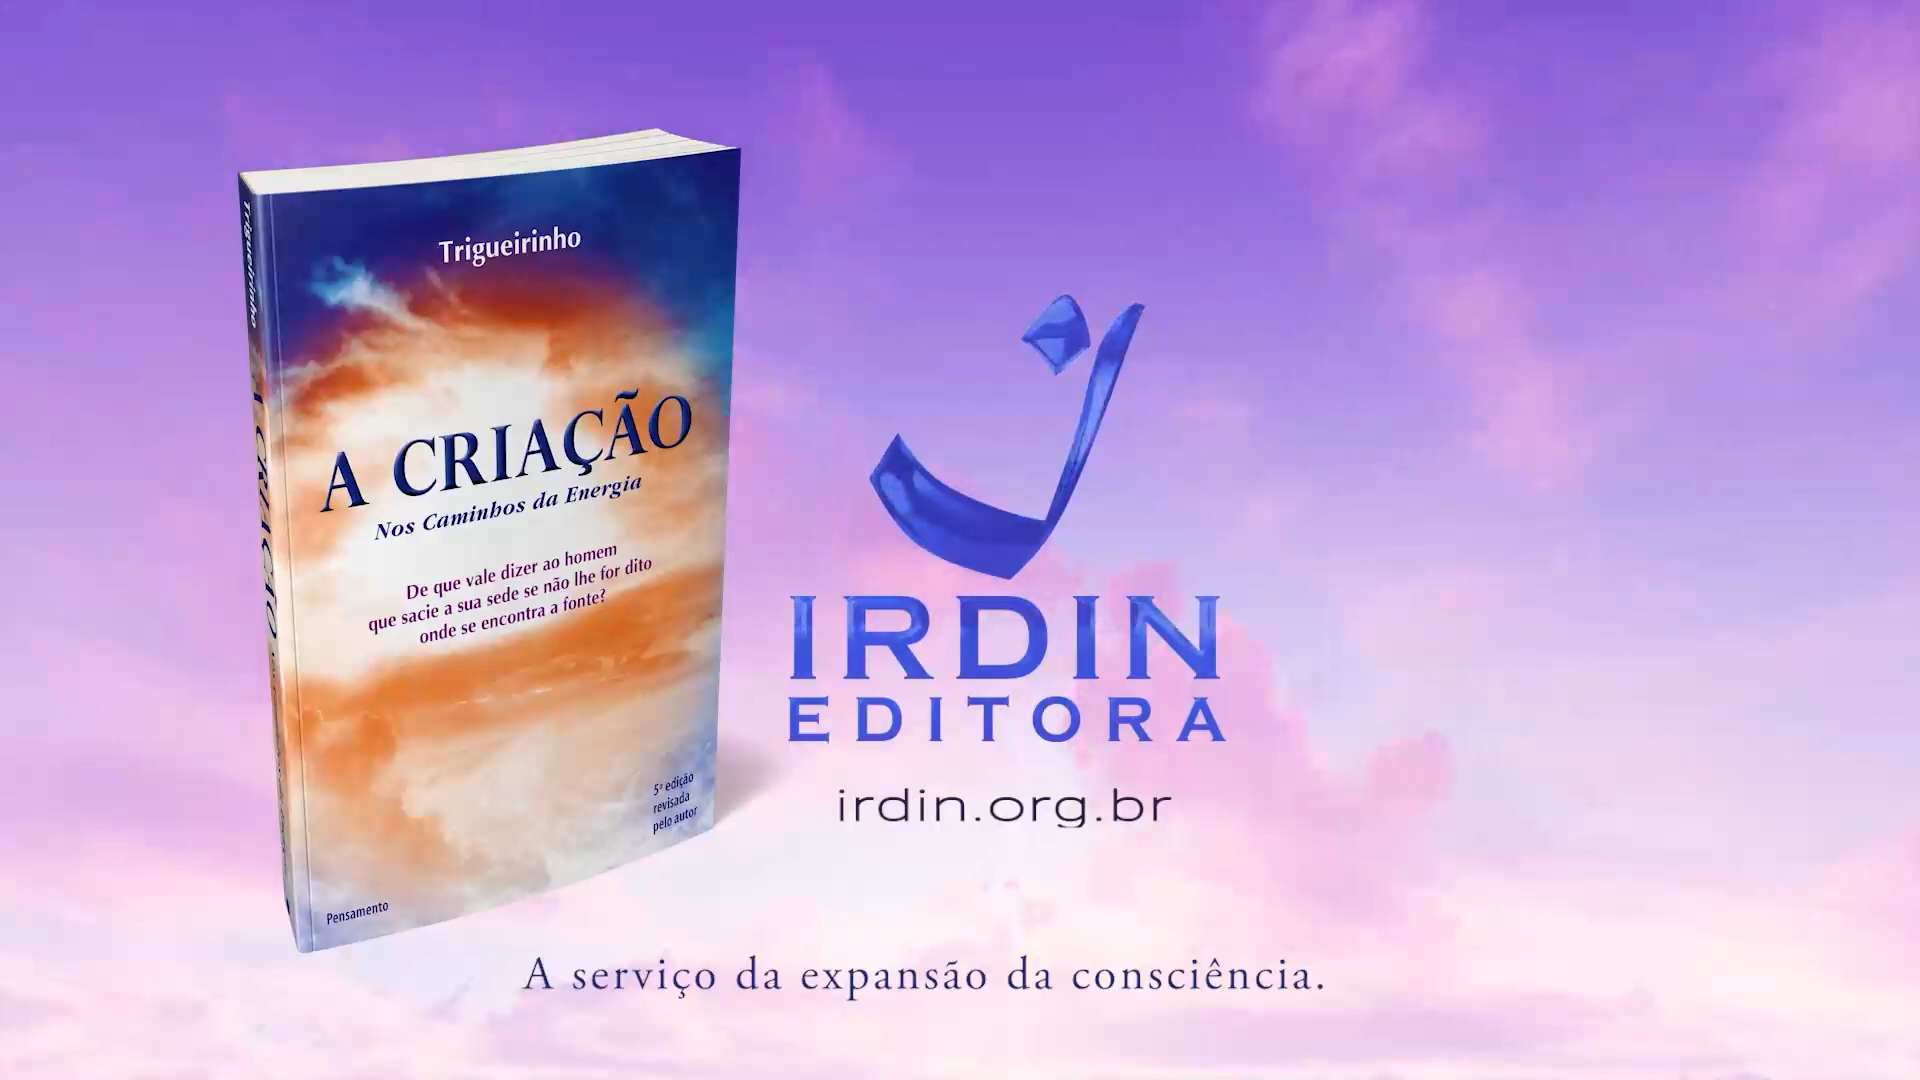 Trigueirinho
A CRIAÇÃO
Nos Caminhos da Energia
De que vale dizer ao homem
que sacie a sua sede se não lhe for dito
onde se encontra a fonte?
5ª edição
revisada
pelo autor
Pensamento
Trigueirinho
IRDIN
EDITORA
irdin.org.br
A serviço da expansão da consciência.